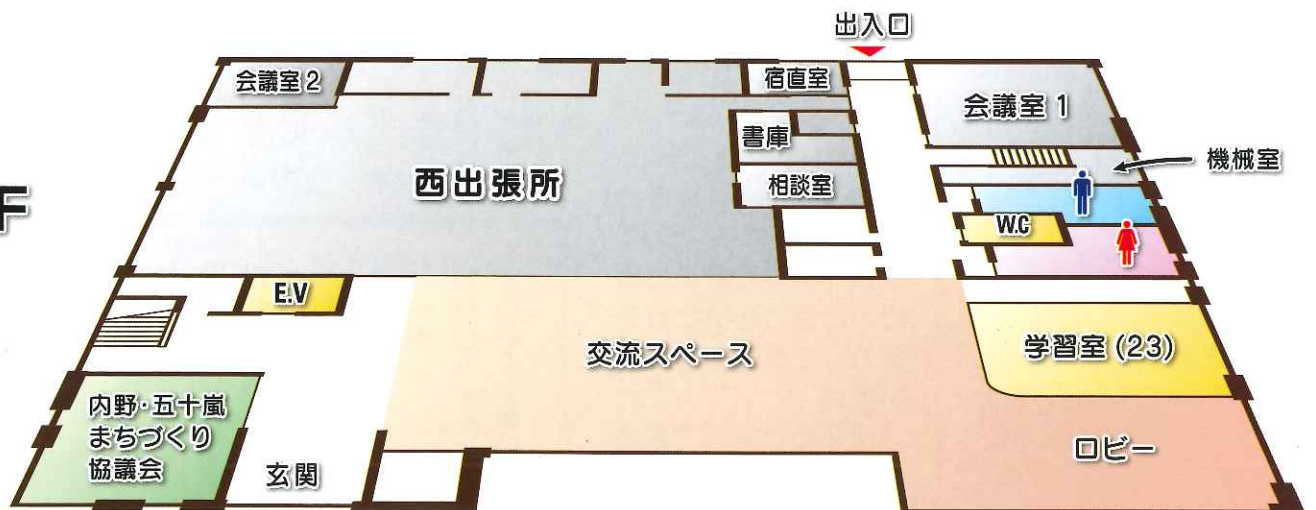 出入口
会議室 2
宿直室
会議室 1
書庫
機械室
西出張所
相談室
W.C
E.V
交流スペース
学習室 (23)
内野・五十嵐
まちづくり
協議会
玄関
ロビー